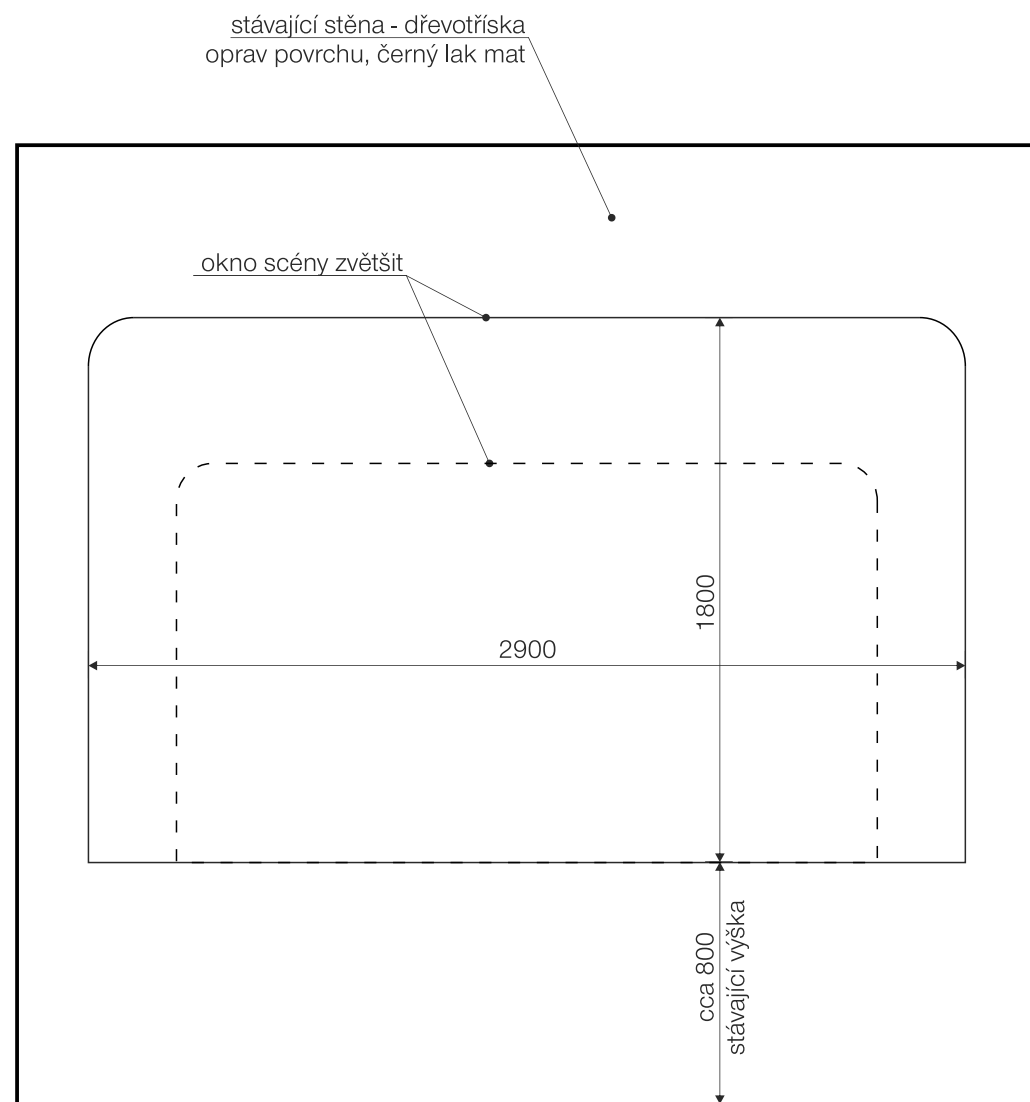 stávající stěna - dřevotříska
oprav povrchu, černý lak mat
okno scény zvětšit
1800
2900
cca 800
stávající výška